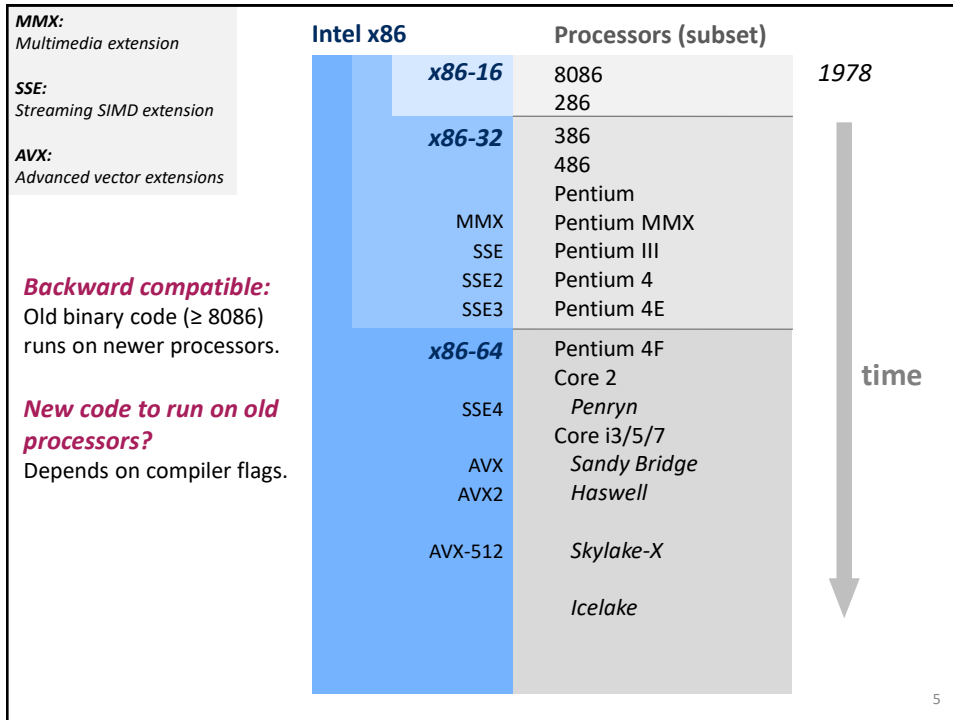 MMX:
Multimedia extension
SSE:
Streaming SIMD extension
AVX:
Advanced vector extensions
Backward compatible:
Old binary code (≥ 8086)
runs on newer processors.
New code to run on old
processors?
Depends on compiler flags.
Intel x86
Processors (subset)
x86-16 8086 1978
286
x86-32 386
486
Pentium
MMX Pentium MMX
SSE Pentium III
SSE2 Pentium 4
SSE3 Pentium 4E
x86-64 Pentium 4F
Core 2
SSE4 Penryn
Core i3/5/7
AVX Sandy Bridge
AVX2 Haswell
AVX-512 Skylake-X
Icelake
time
5